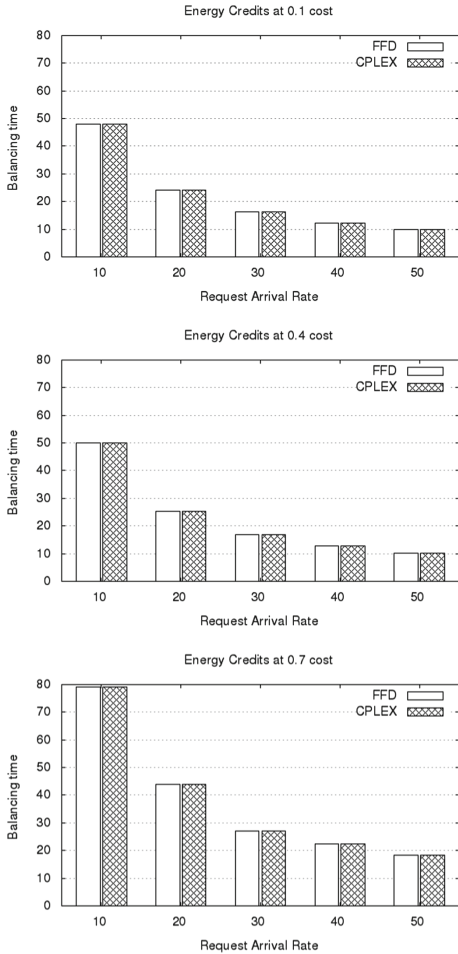 Energy Credits at 0.1 cost
80
70
60
50
40
30
20
10
0
Balancing time
FFD
CPLEX
10 20 30 40 50
Request Arrival Rate
Energy Credits at 0.4 cost
80
70
60
50
40
30
20
10
0
Balancing time
FFD
CPLEX
10 20 30 40 50
Request Arrival Rate
Energy Credits at 0.7 cost
80
70
60
50
40
30
20
10
0
Balancing time
FFD
CPLEX
10 20 30 40 50
Request Arrival Rate